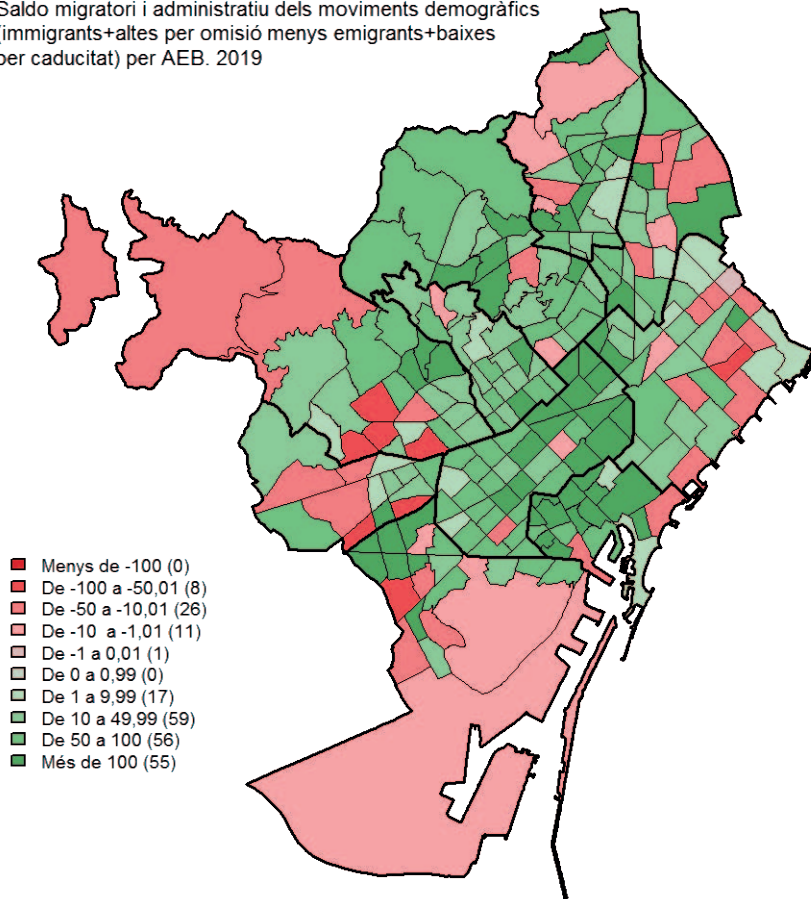 Saldo migratori i administratiu dels moviments demogràfics
(immigrants+altes per omisió menys emigrants+baixes
per caducitat) per AEB. 2019
Menys de -100 (0)
De -100 a -50,01 (8)
De -50 a -10,01 (26)
De -10 a -1,01 (11)
De -1 a 0,01 (1)
De 0 a 0,99 (0)
De 1 a 9,99 (17)
De 10 a 49,99 (59)
De 50 a 100 (56)
Més de 100 (55)